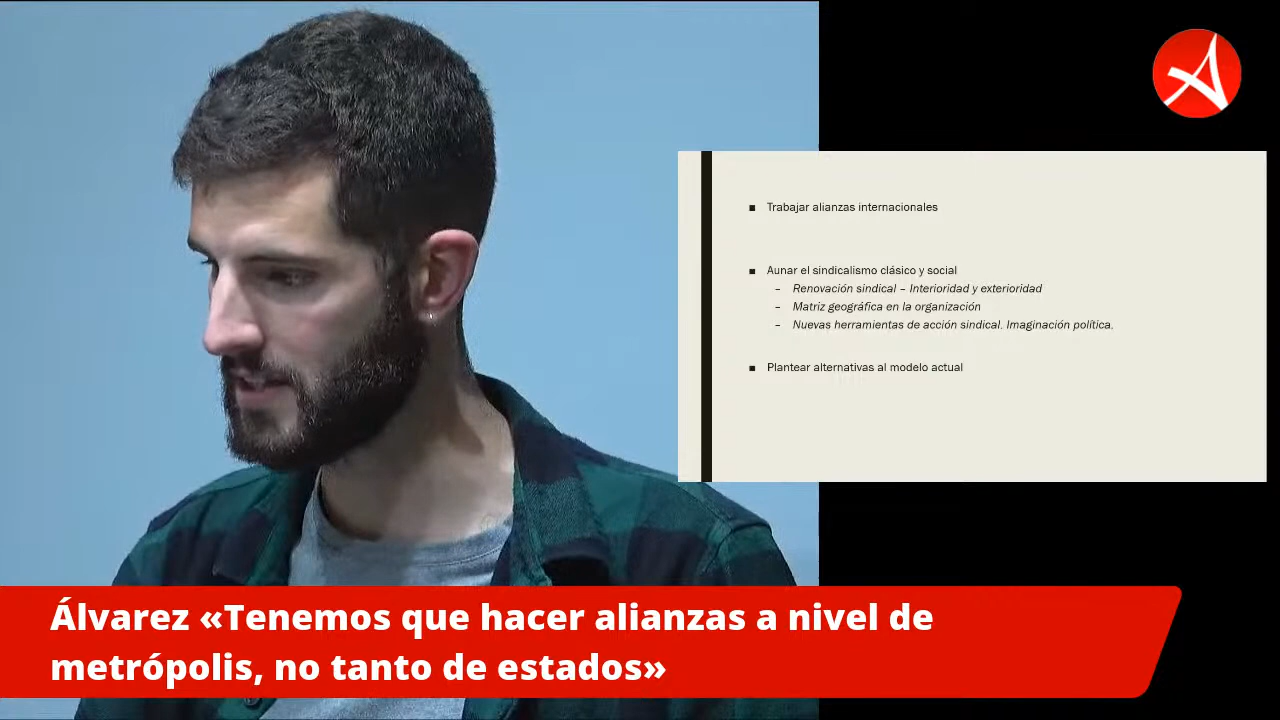 Trabajar alianzas internacionales
Aunar el sindicalismo clásico y social
– Renovación sindical – Interioridad y exterioridad
– Matriz geográfica en la organización
– Nuevas herramientas de acción sindical. Imaginación política.
Plantear alternativas al modelo actual
Álvarez «Tenemos que hacer alianzas a nivel de
metrópolis, no tanto de estados»